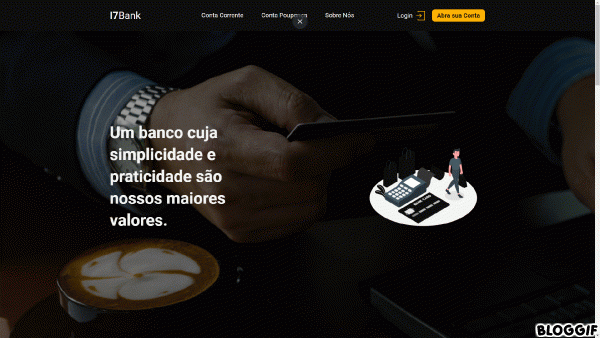 I7Bank
Conta Corrente
Conta Poupança
Sobre Nós
Login
Abra sua Conta
Um banco cuja
simplicidade e
praticidade são
nossos maiores
valores.
BLOGGIF